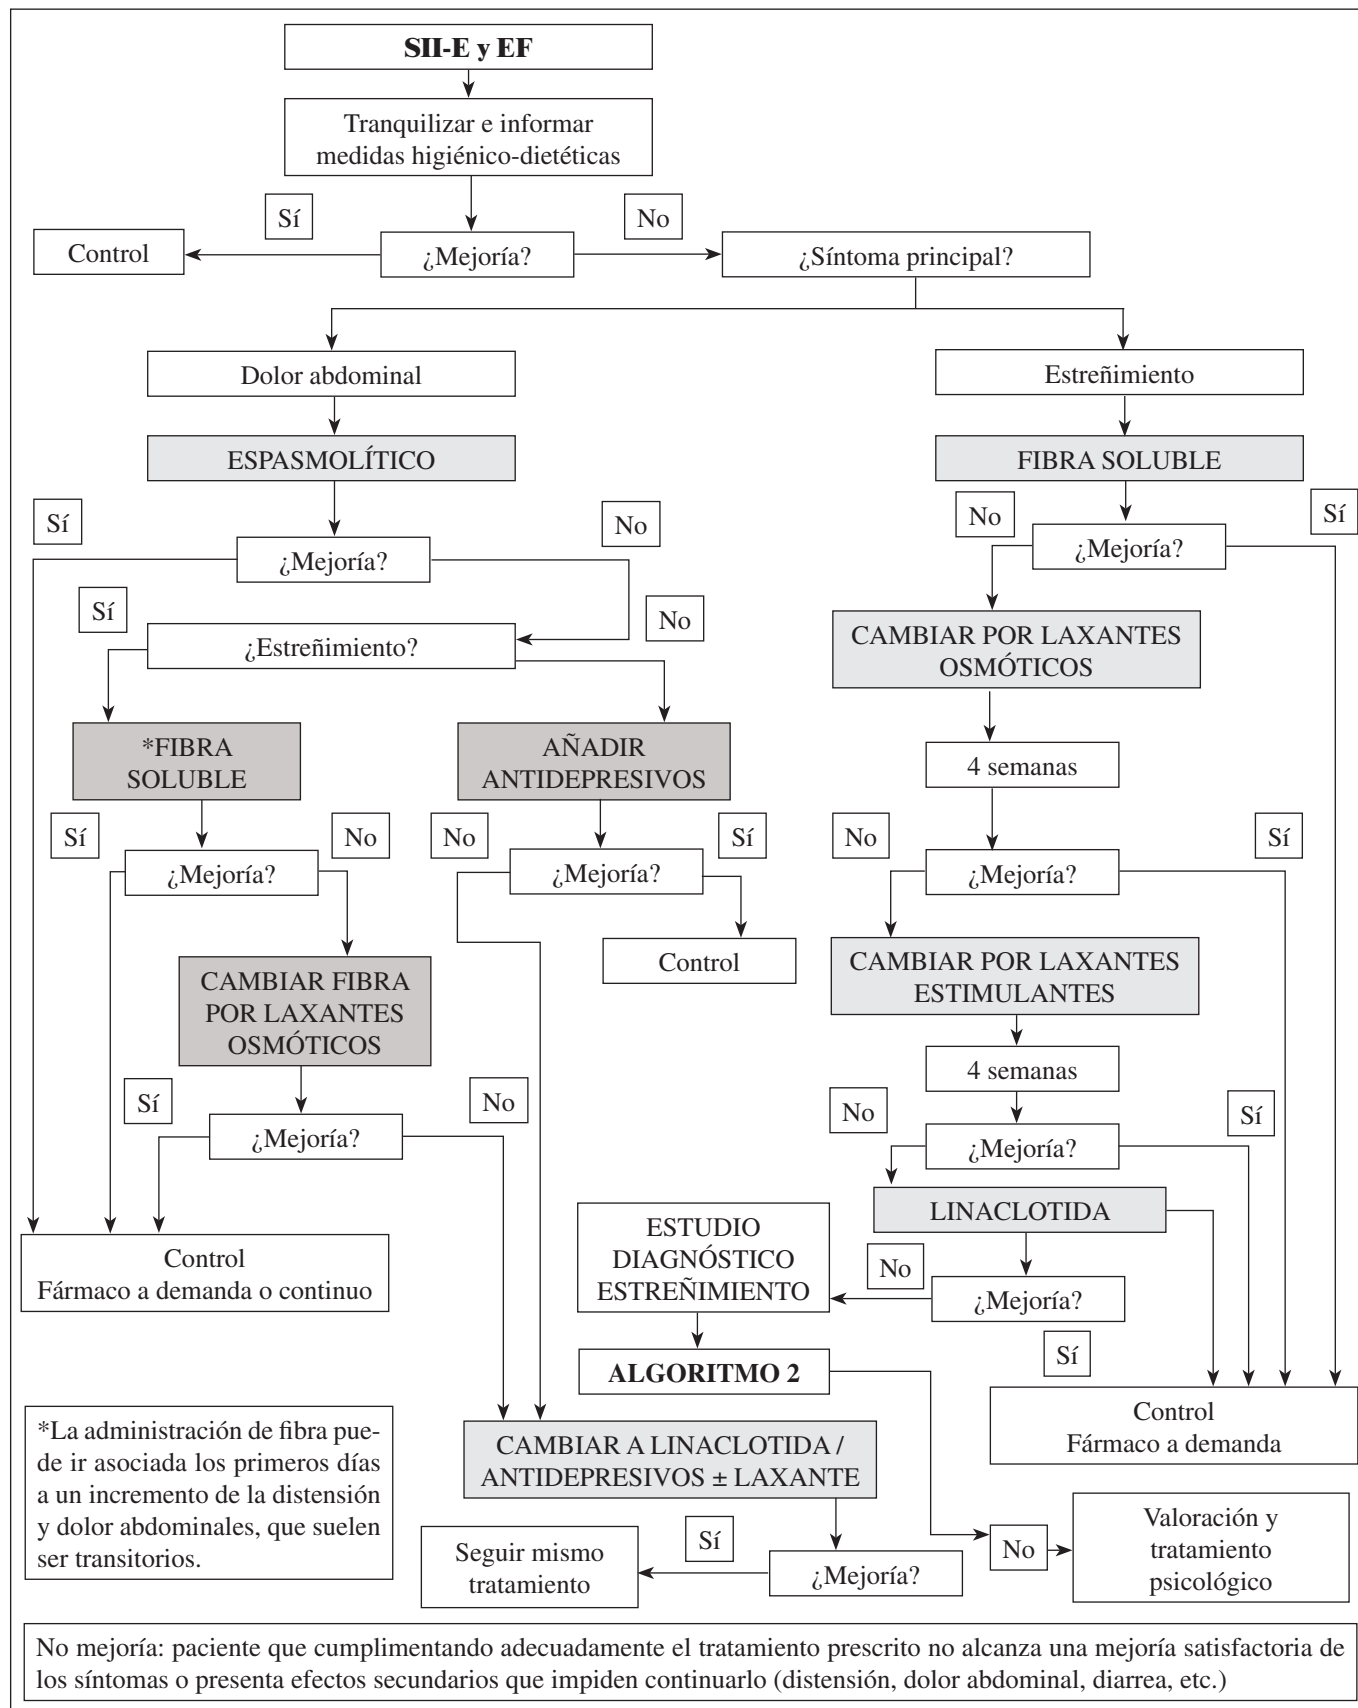 SII-E y EF
Tranquilizar e informar
medidas higiénico-dietéticas
Sí
No
Control
¿Mejoría?
¿Síntoma principal?
Dolor abdominal
Estreñimiento
ESPASMOLÍTICO
FIBRA SOLUBLE
Sí
No
No
Sí
¿Mejoría?
¿Mejoría?
Sí
No
¿Estreñimiento?
CAMBIAR POR LAXANTES
OSMÓTICOS
*FIBRA
SOLUBLE
AÑADIR
ANTIDEPRESIVOS
4 semanas
Sí
No
No
Sí
No
Sí
¿Mejoría?
¿Mejoría?
¿Mejoría?
Control
CAMBIAR POR LAXANTES
ESTIMULANTES
CAMBIAR FIBRA
POR LAXANTES
OSMÓTICOS
4 semanas
Sí
No
No
Sí
¿Mejoría?
¿Mejoría?
LINACLOTIDA
Control
Fármaco a demanda o continuo
ESTUDIO
DIAGNÓSTICO
ESTREÑIMIENTO
No
¿Mejoría?
Sí
ALGORITMO 2
Control
Fármaco a demanda
*La administración de fibra pue-
de ir asociada los primeros días
a un incremento de la distensión
y dolor abdominales, que suelen
ser transitorios.
CAMBIAR A LINACLOTIDA /
ANTIDEPRESIVOS ± LAXANTE
Seguir mismo
tratamiento
Sí
¿Mejoría?
No
Valoración y
tratamiento
psicológico
No mejoría: paciente que cumplimentando adecuadamente el tratamiento prescrito no alcanza una mejoría satisfactoria de
los síntomas o presenta efectos secundarios que impiden continuarlo (distensión, dolor abdominal, diarrea, etc.)